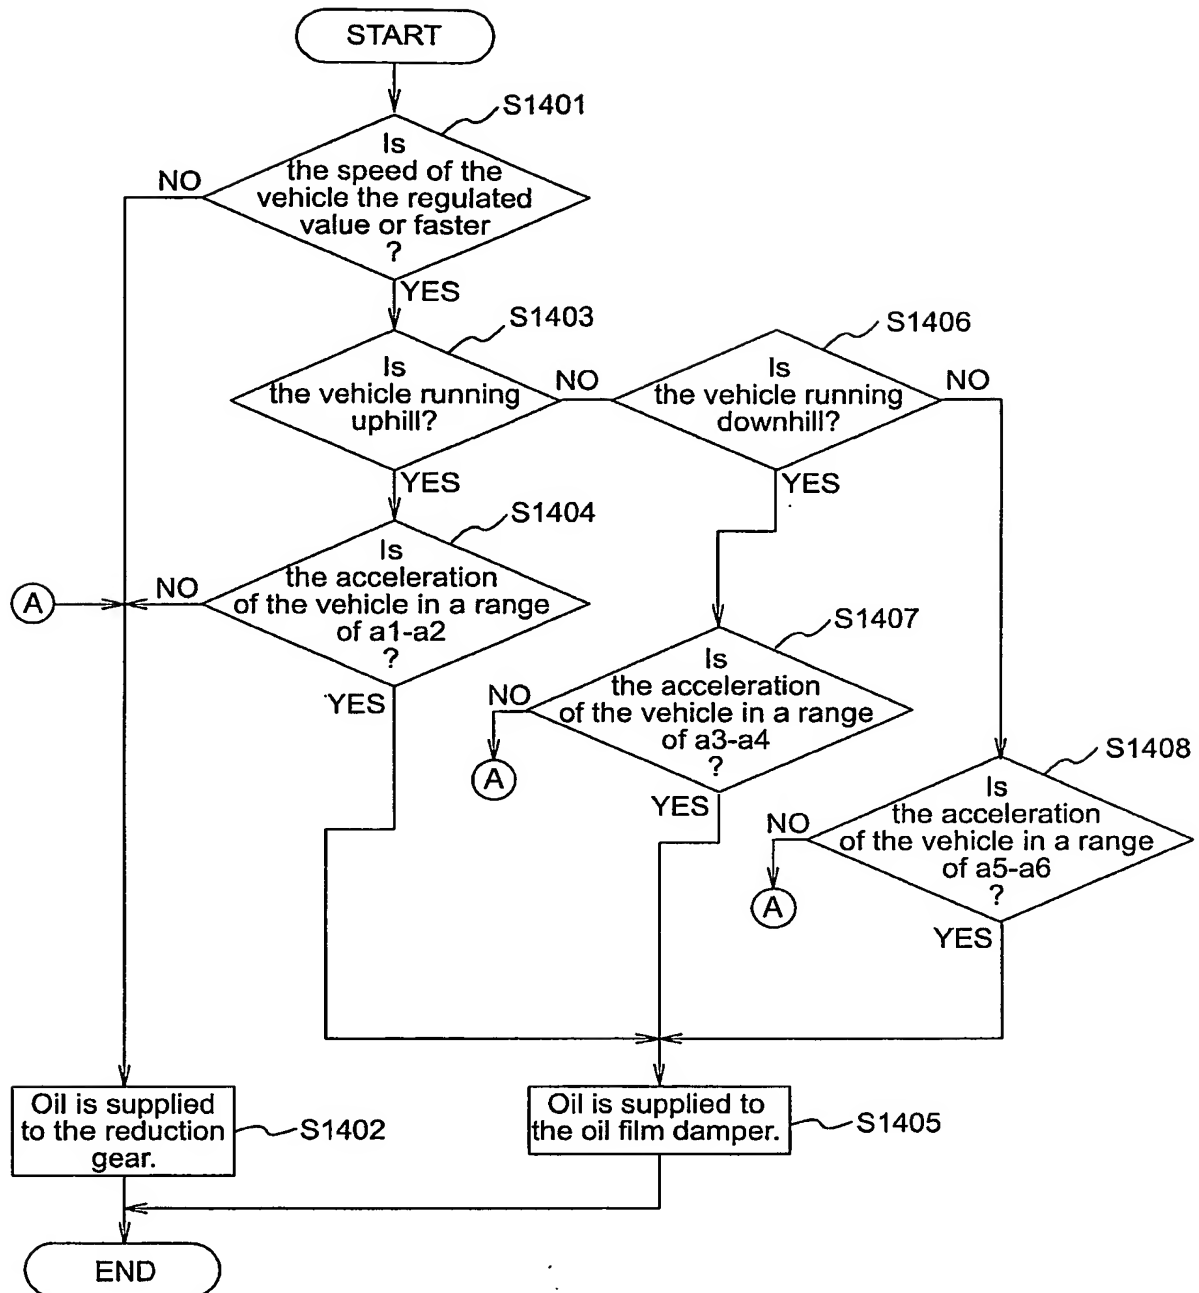 START
S1401
Is
the speed of the
vehicle the regulated
value or faster
?
NO
YES
S1403
Is
the vehicle running
uphill?
NO
YES
S1406
Is
the vehicle running
downhill?
NO
YES
S1404
Is
the acceleration
of the vehicle in a range
of a1-a2
?
NO
YES
A
S1407
Is
the acceleration
of the vehicle in a range
of a3-a4
?
NO
A
YES
S1408
Is
the acceleration
of the vehicle in a range
of a5-a6
?
NO
A
YES
Oil is supplied
to the reduction
gear.
S1402
Oil is supplied to
the oil film damper.
S1405
END